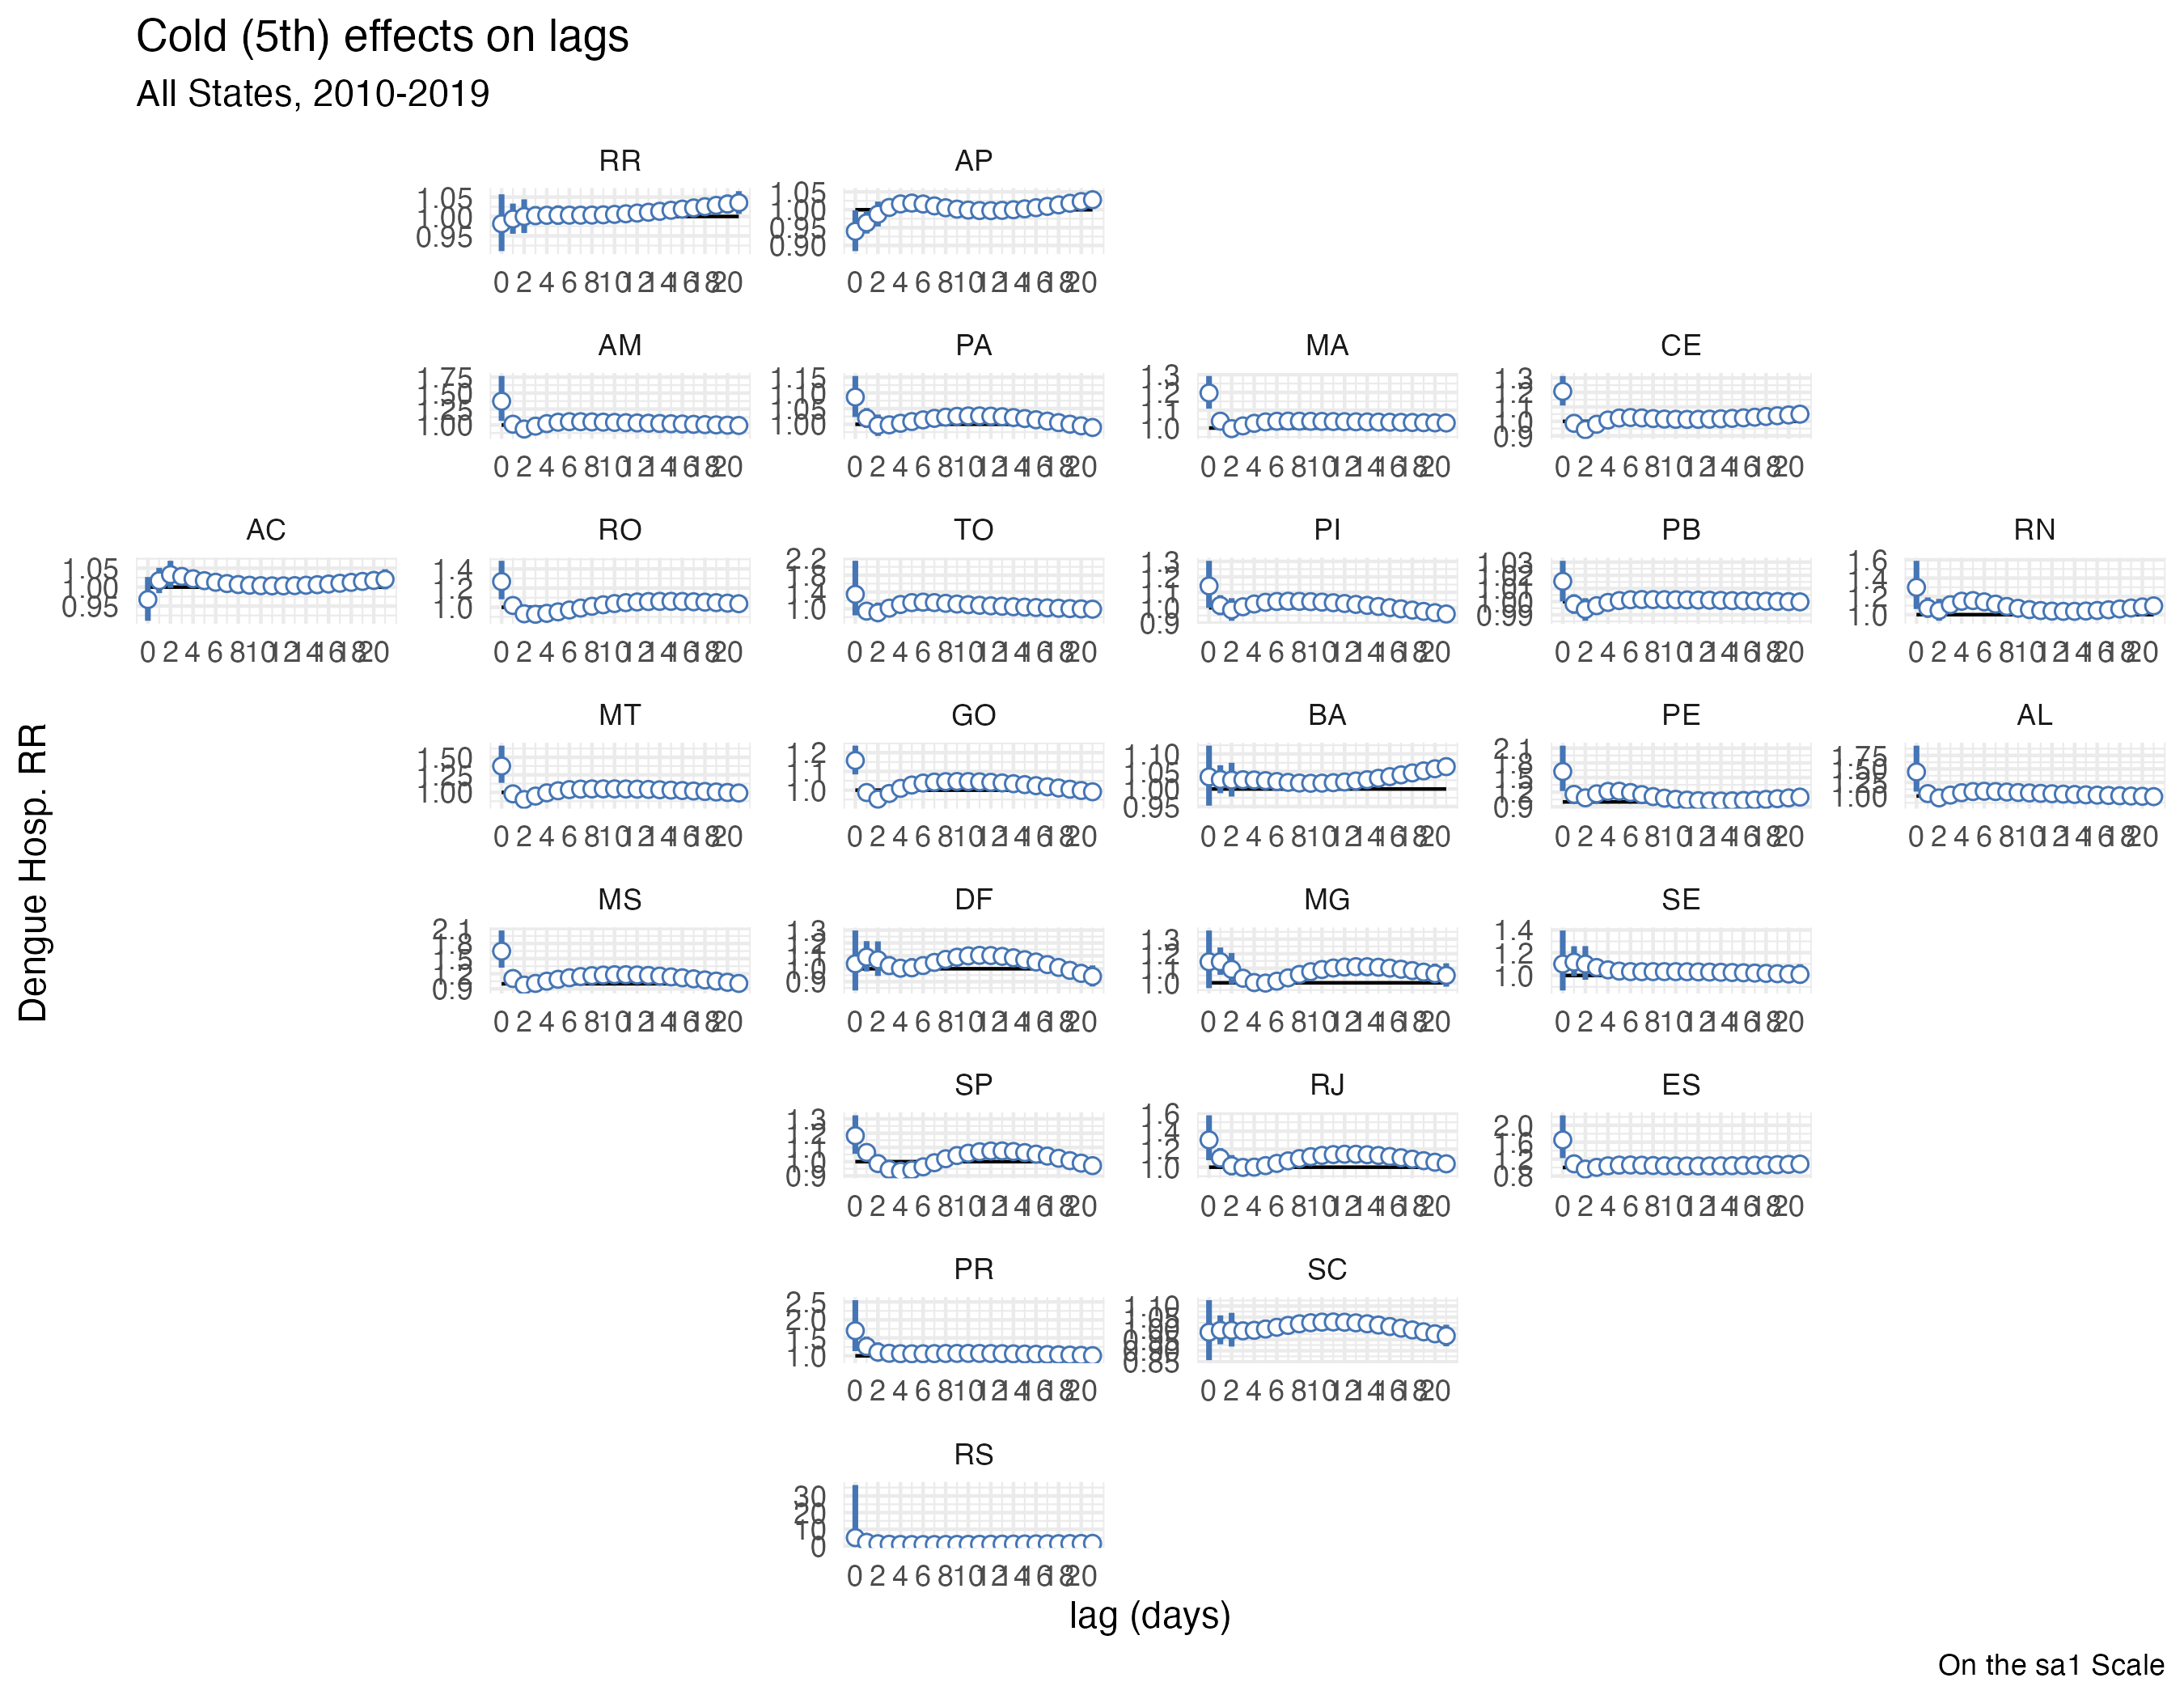 Cold (5th) effects on lags
All States, 2010-2019
RR
AP
1.05
1.00
0.95
1.05
1.00
0.95
0.90
0 2 4 6 8 10 12 14 16 18 20
0 2 4 6 8 10 12 14 16 18 20
AM
PA
MA
CE
1.75
1.50
1.25
1.00
1.15
1.10
1.05
1.00
1.3
1.2
1.1
1.0
1.3
1.2
1.1
1.0
0.9
0 2 4 6 8 10 12 14 16 18 20
0 2 4 6 8 10 12 14 16 18 20
0 2 4 6 8 10 12 14 16 18 20
0 2 4 6 8 10 12 14 16 18 20
AC
RO
TO
PI
PB
RN
1.05
1.00
0.95
1.4
1.2
1.0
2.2
1.8
1.4
1.0
1.3
1.2
1.1
1.0
0.9
1.03
1.02
1.01
1.00
0.99
1.6
1.4
1.2
1.0
0 2 4 6 8 10 12 14 16 18 20
0 2 4 6 8 10 12 14 16 18 20
0 2 4 6 8 10 12 14 16 18 20
0 2 4 6 8 10 12 14 16 18 20
0 2 4 6 8 10 12 14 16 18 20
0 2 4 6 8 10 12 14 16 18 20
MT
GO
BA
PE
AL
1.50
1.25
1.00
1.2
1.1
1.0
1.10
1.05
1.00
0.95
2.1
1.8
1.5
1.2
0.9
1.75
1.50
1.25
1.00
0 2 4 6 8 10 12 14 16 18 20
0 2 4 6 8 10 12 14 16 18 20
0 2 4 6 8 10 12 14 16 18 20
0 2 4 6 8 10 12 14 16 18 20
0 2 4 6 8 10 12 14 16 18 20
Dengue Hosp. RR
MS
DF
MG
SE
2.1
1.8
1.5
1.2
0.9
1.3
1.2
1.1
1.0
0.9
1.3
1.2
1.1
1.0
1.4
1.2
1.0
0 2 4 6 8 10 12 14 16 18 20
0 2 4 6 8 10 12 14 16 18 20
0 2 4 6 8 10 12 14 16 18 20
0 2 4 6 8 10 12 14 16 18 20
SP
RJ
ES
1.3
1.2
1.1
1.0
0.9
1.6
1.4
1.2
1.0
2.0
1.6
1.2
0.8
0 2 4 6 8 10 12 14 16 18 20
0 2 4 6 8 10 12 14 16 18 20
0 2 4 6 8 10 12 14 16 18 20
PR
SC
2.5
2.0
1.5
1.0
1.10
1.05
1.00
0.95
0.90
0.85
0 2 4 6 8 10 12 14 16 18 20
0 2 4 6 8 10 12 14 16 18 20
RS
30
20
10
0
0 2 4 6 8 10 12 14 16 18 20
lag (days)
On the sa1 Scale